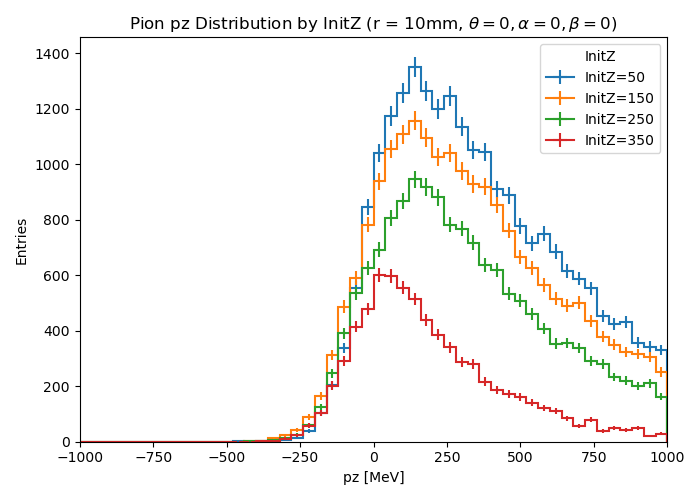 Pion pz Distribution by InitZ (r = 10mm, θ = 0, α = 0, β = 0)
Entries
1400
1200
1000
800
600
400
200
0
InitZ
InitZ=50
InitZ=150
InitZ=250
InitZ=350
−1000 −750 −500 −250 0 250 500 750 1000
pz [MeV]